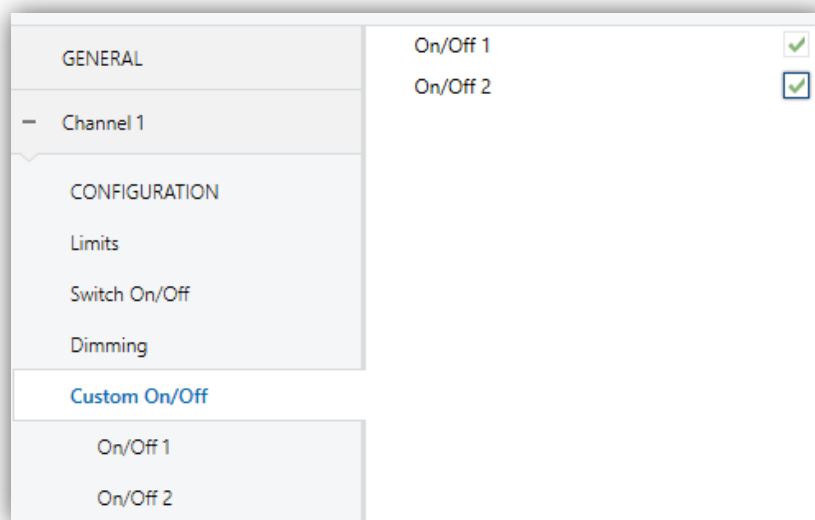 GENERAL
Channel 1
CONFIGURATION
Limits
Switch On/Off
Dimming
Custom On/Off
On/Off 1
On/Off 2
On/Off 1
On/Off 2